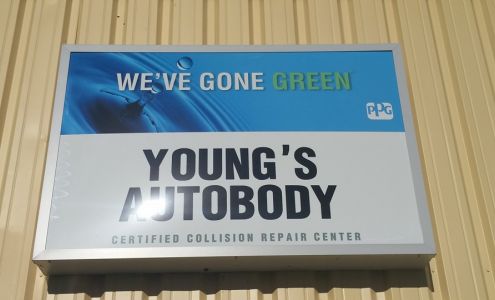 WE'VE GONE GREEN
PPG
YOUNG'S
AUTOBODY
CERTIFIED COLLISION REPAIR CENTER